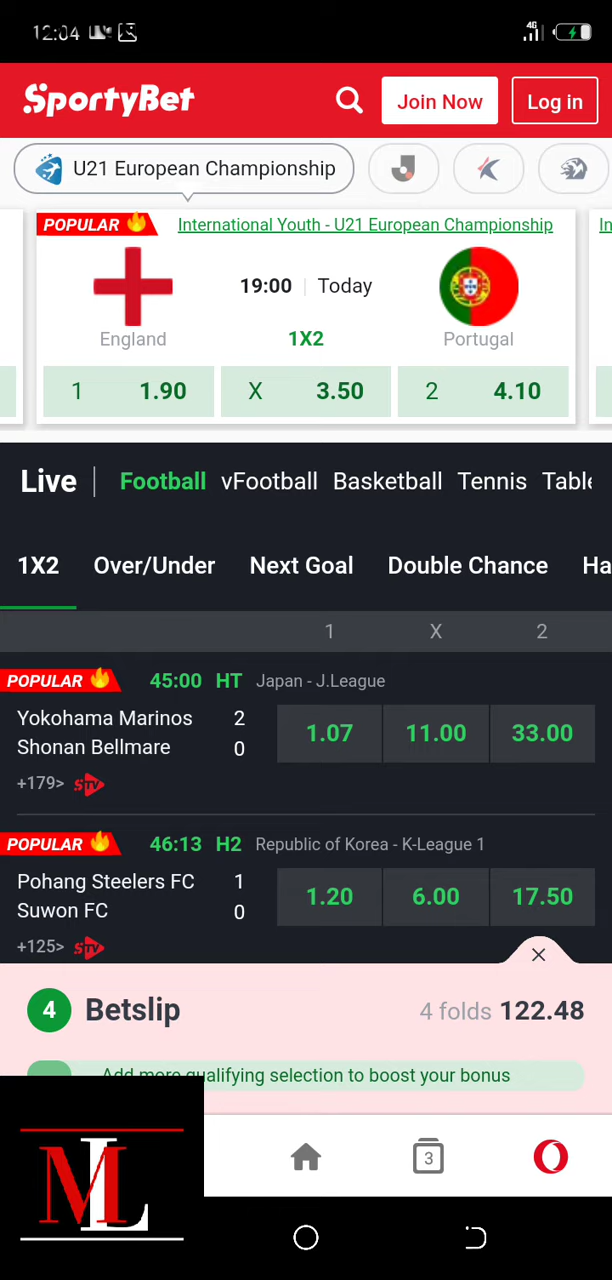 12:04 4G
SportyBet Join Now Log in
U21 European Championship
POPULAR International Youth - U21 European Championship In
19:00 Today
England 1X2 Portugal
1 1.90 X 3.50 2 4.10
Live Football vFootball Basketball Tennis Table
1X2 Over/Under Next Goal Double Chance Ha
1 X 2
POPULAR 45:00 HT Japan - J.League
Yokohama Marinos 2
Shonan Bellmare 0
1.07 11.00 33.00
+179> STV
POPULAR 46:13 H2 Republic of Korea - K-League 1
Pohang Steelers FC 1
Suwon FC 0
1.20 6.00 17.50
+125> STV
4 Betslip 4 folds 122.48
Add more qualifying selection to boost your bonus
ML
3